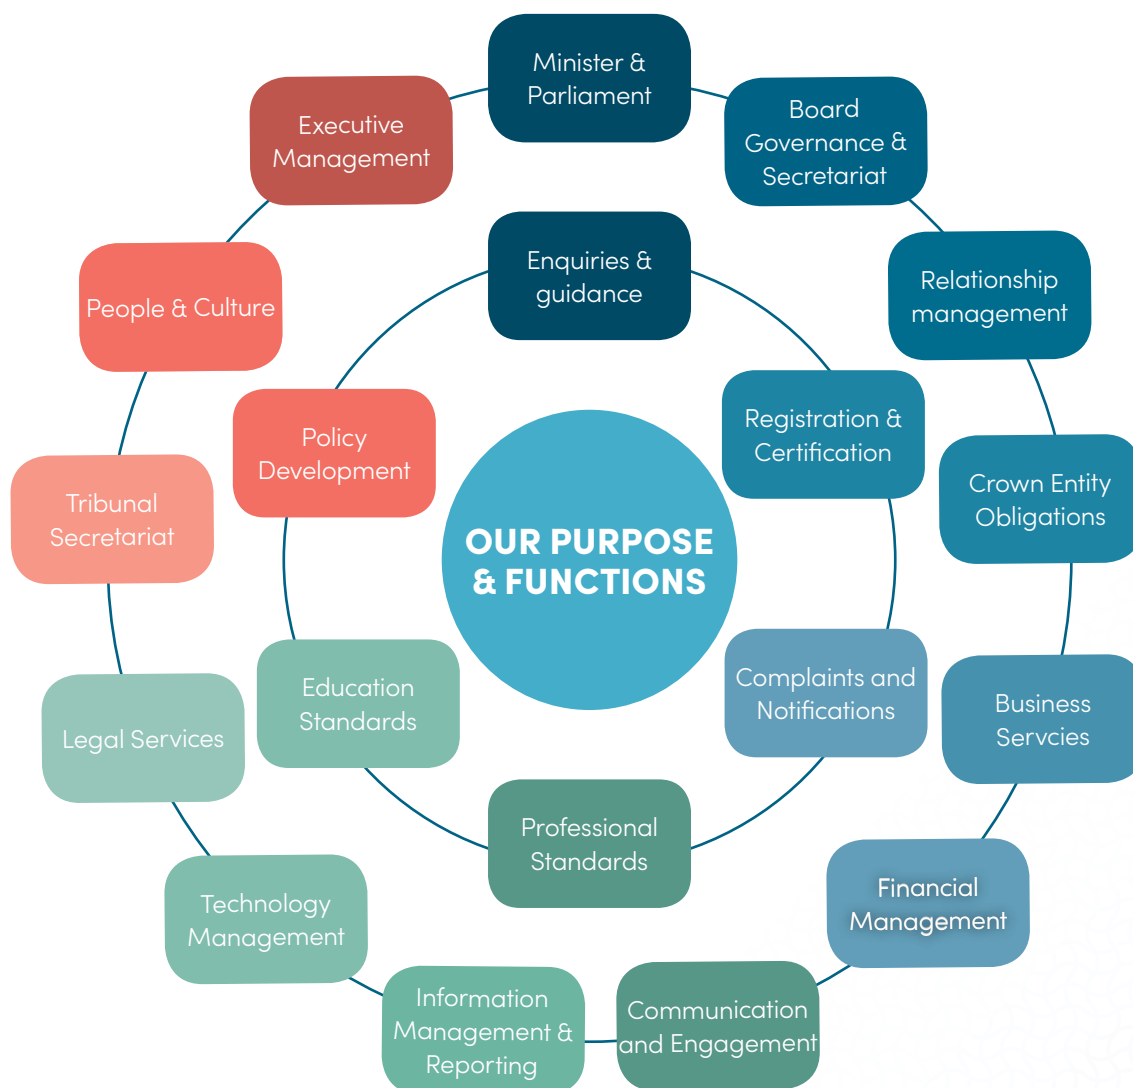 Minister &
Parliament
Board
Governance &
Secretariat
Relationship
management
Crown Entity
Obligations
Business
Servcies
Financial
Management
Communication
and Engagement
Information
Management &
Reporting
Technology
Management
Legal Services
Tribunal
Secretariat
People & Culture
Executive
Management
Enquiries &
guidance
Registration &
Certification
Complaints and
Notifications
Professional
Standards
Education
Standards
Policy
Development
OUR PURPOSE
& FUNCTIONS